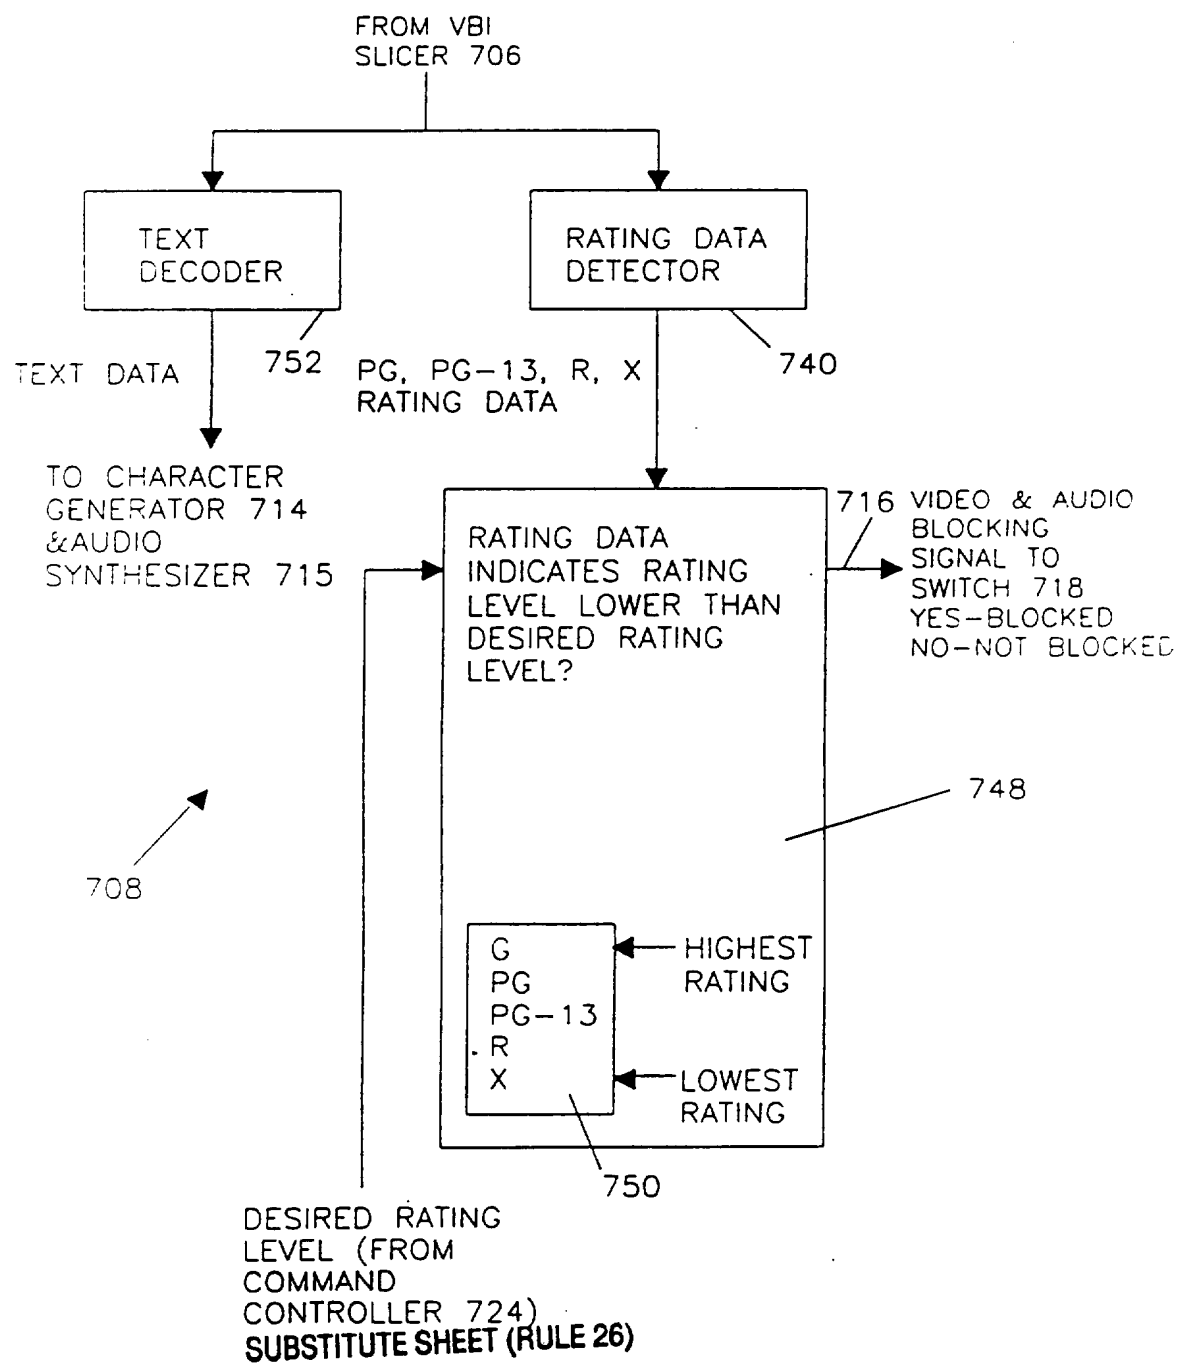 FROM VBI
SLICER 706
TEXT
DECODER
RATING DATA
DETECTOR
752
740
TEXT DATA
PG, PG-13, R, X
RATING DATA
TO CHARACTER
GENERATOR 714
&AUDIO
SYNTHESIZER 715
RATING DATA
INDICATES RATING
LEVEL LOWER THAN
DESIRED RATING
LEVEL?
716 VIDEO & AUDIO
BLOCKING
SIGNAL TO
SWITCH 718
YES-BLOCKED
NO-NOT BLOCKED
748
708
G
PG
PG-13
R
X
HIGHEST
RATING
LOWEST
RATING
750
DESIRED RATING
LEVEL (FROM
COMMAND
CONTROLLER 724)
SUBSTITUTE SHEET (RULE 26)